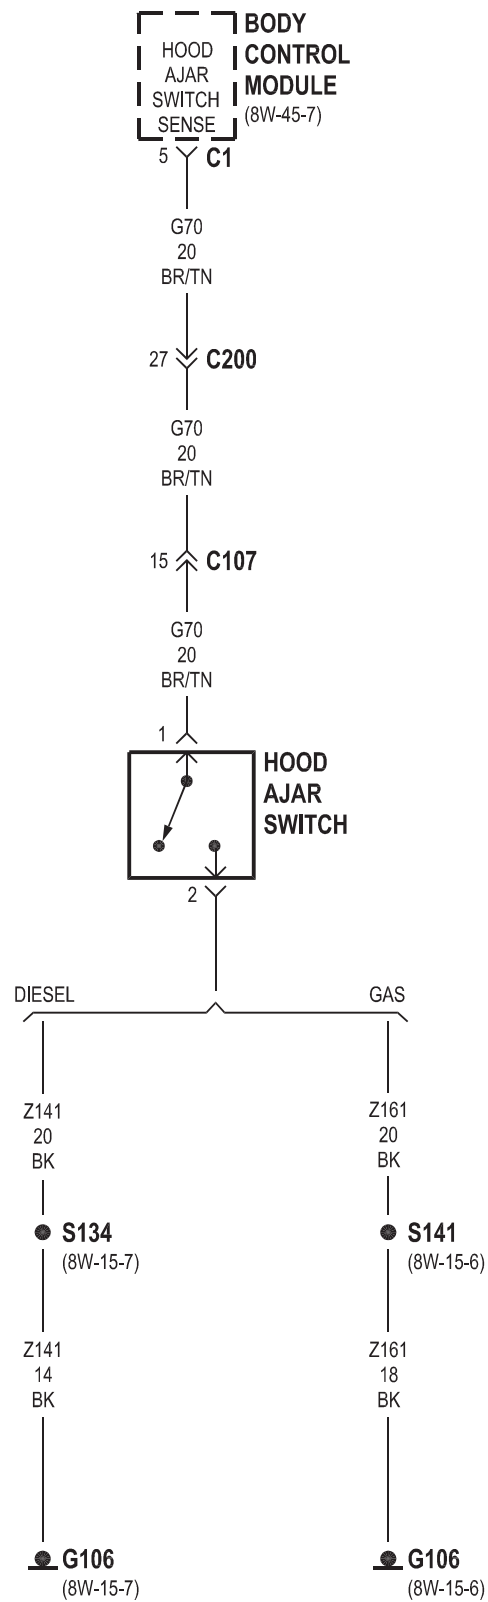 HOOD
AJAR
SWITCH
SENSE
BODY
CONTROL
MODULE
(8W-45-7)
5
C1
G70
20
BR/TN
27
C200
G70
20
BR/TN
15
C107
G70
20
BR/TN
1
HOOD
AJAR
SWITCH
2
DIESEL
GAS
Z141
20
BK
Z161
20
BK
S134
(8W-15-7)
S141
(8W-15-6)
Z141
14
BK
Z161
18
BK
G106
(8W-15-7)
G106
(8W-15-6)